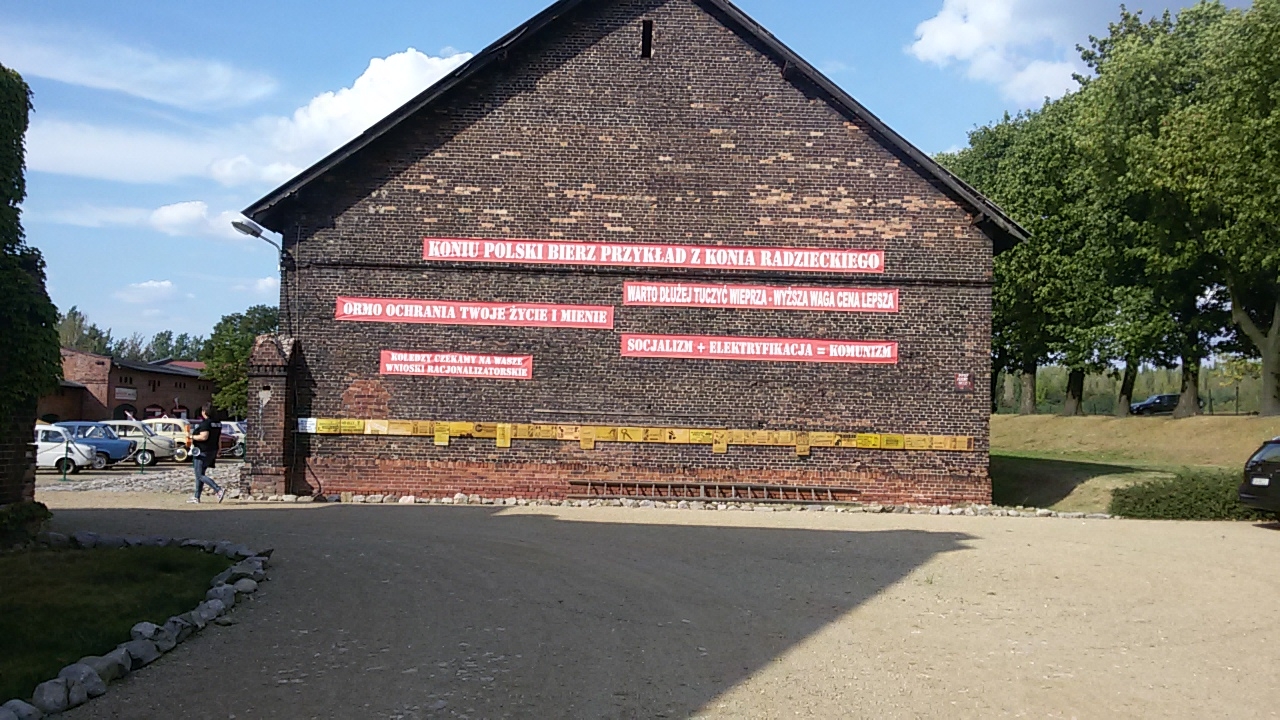 KONIU POLSKI BIERZ PRZYKŁAD Z KONIA RADZIECKIEGO
WARTO DŁUŻEJ TUCZYĆ WIEPRZA - WYŻSZA WAGA CENA LEPSZA
ORMO OCHRANIA TWOJE ŻYCIE I MIENIE
SOCJALIZM + ELEKTRYFIKACJA = KOMUNIZM
KOLEDZY CZEKAMY NA WASZE
WNIOSKI RACJONALIZATORSKIE